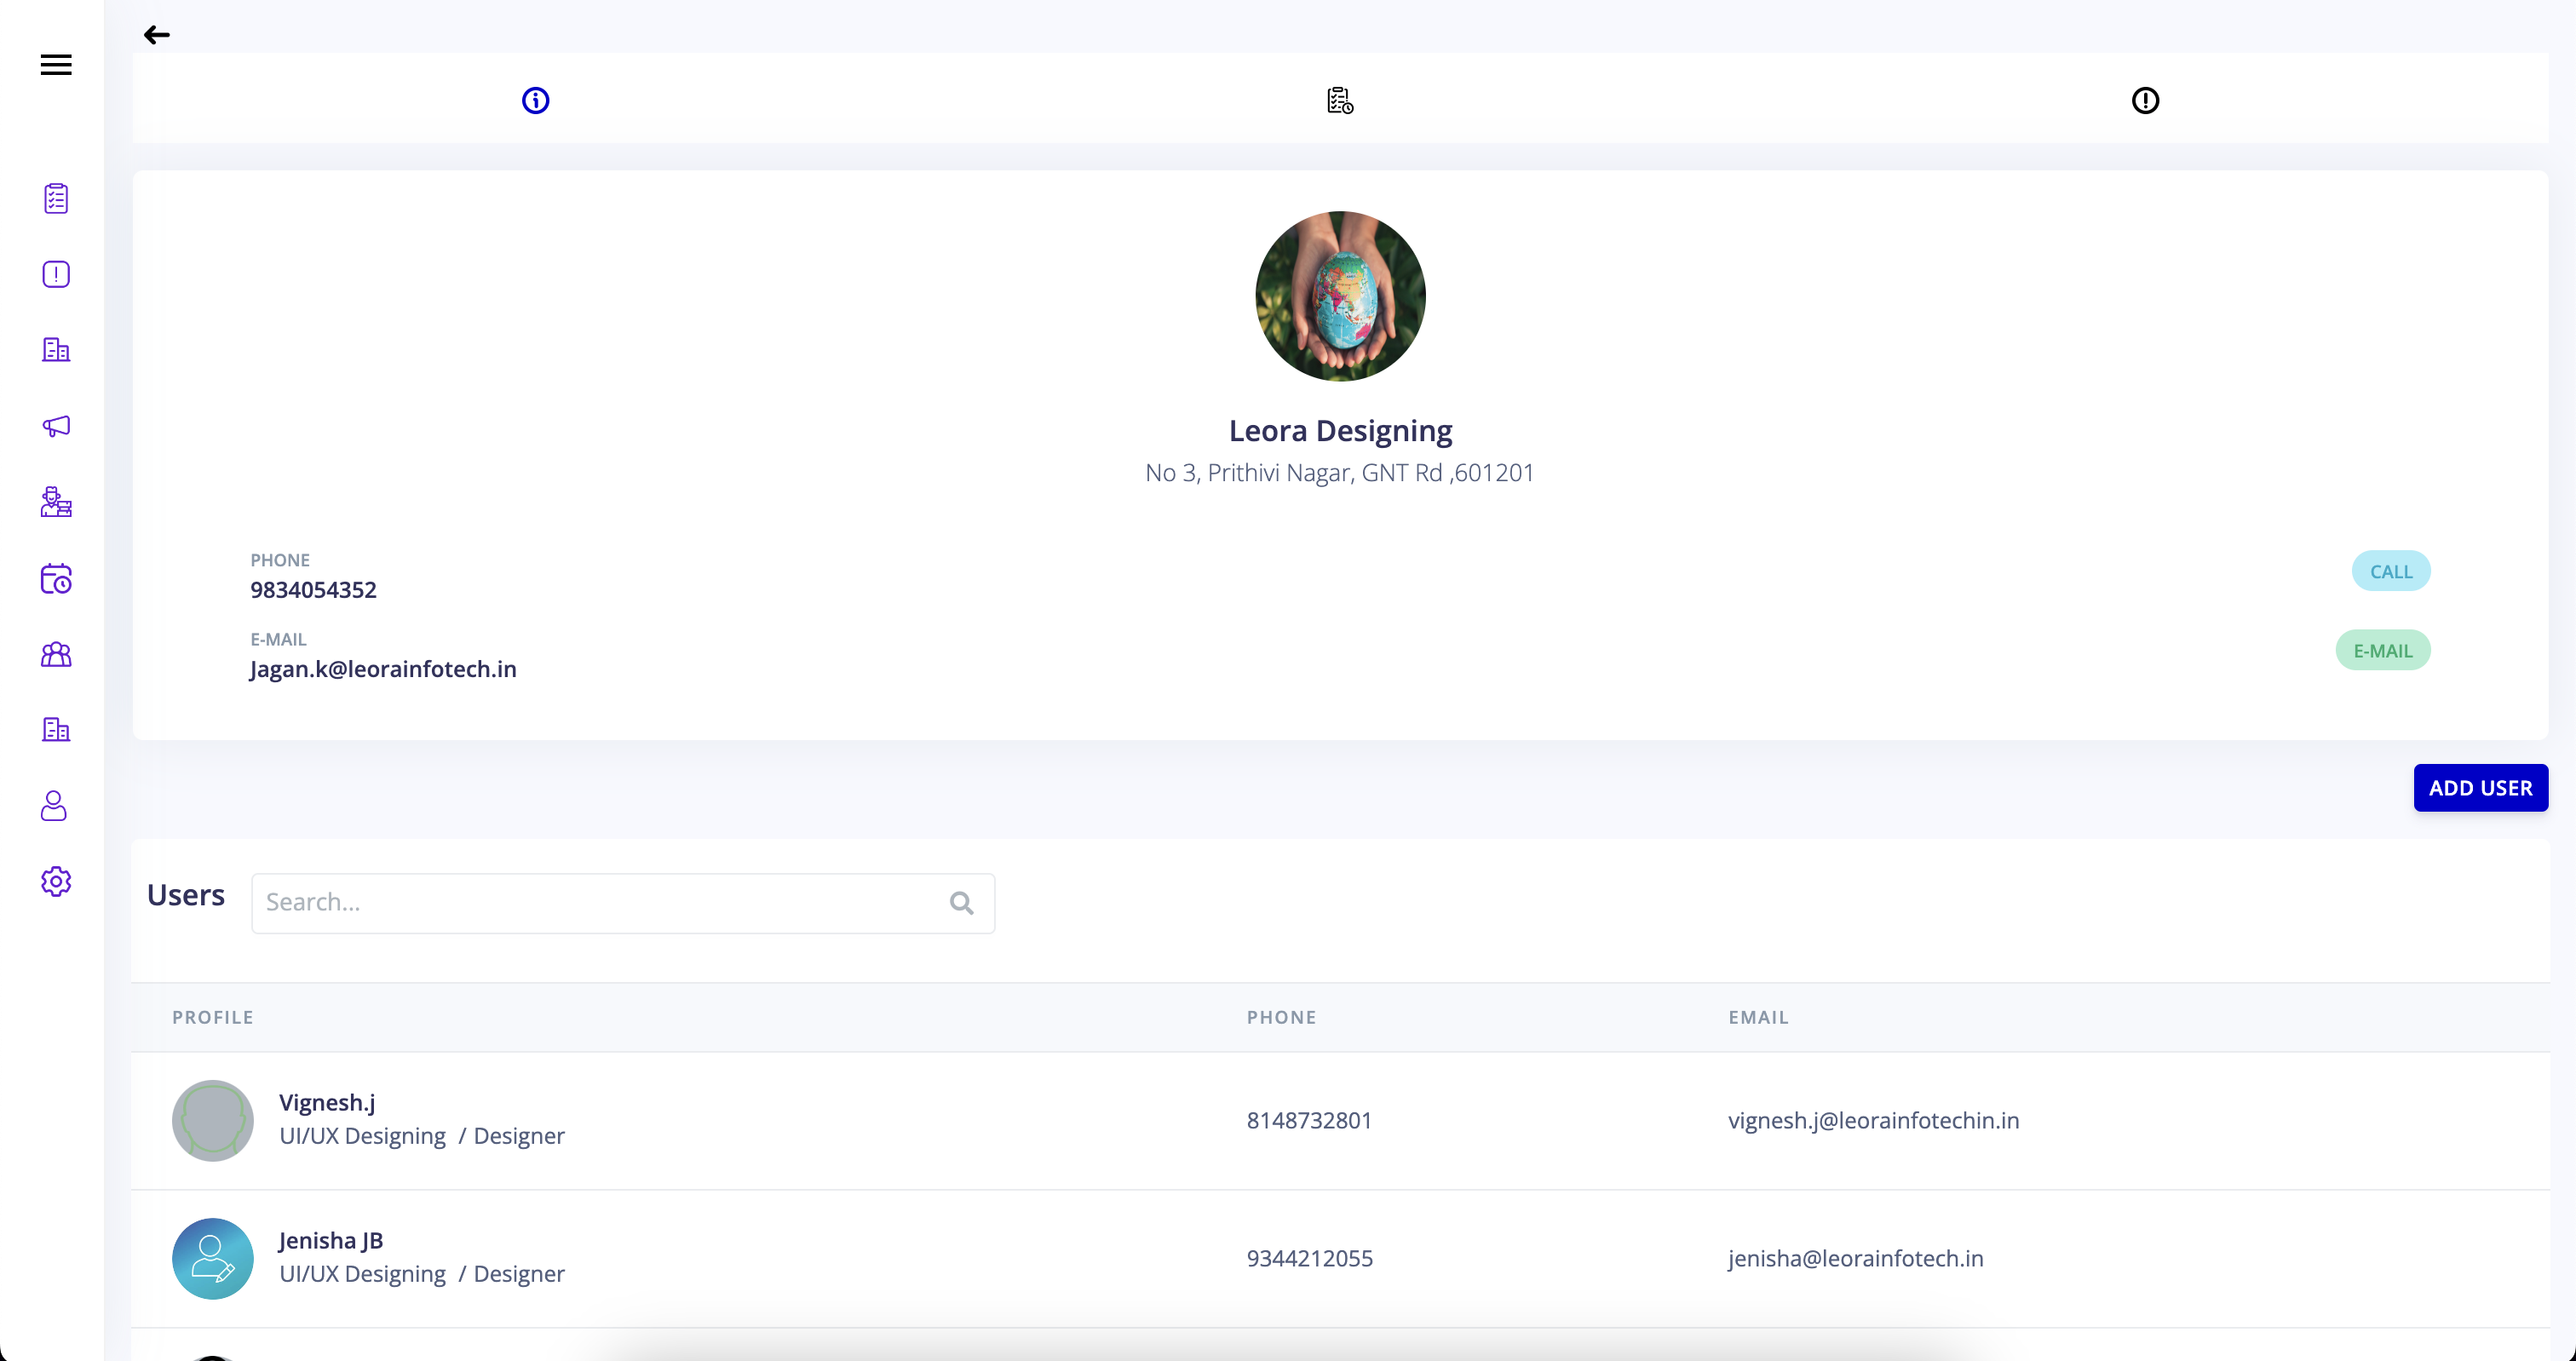 Leora Designing
No 3, Prithivi Nagar, GNT Rd ,601201
PHONE
9834054352
CALL
E-MAIL
Jagan.k@leorainfotech.in
E-MAIL
ADD USER
Users
Search...
PROFILE PHONE EMAIL
Vignesh.j
UI/UX Designing / Designer
8148732801
vignesh.j@leorainfotechin.in
Jenisha JB
UI/UX Designing / Designer
9344212055
jenisha@leorainfotech.in